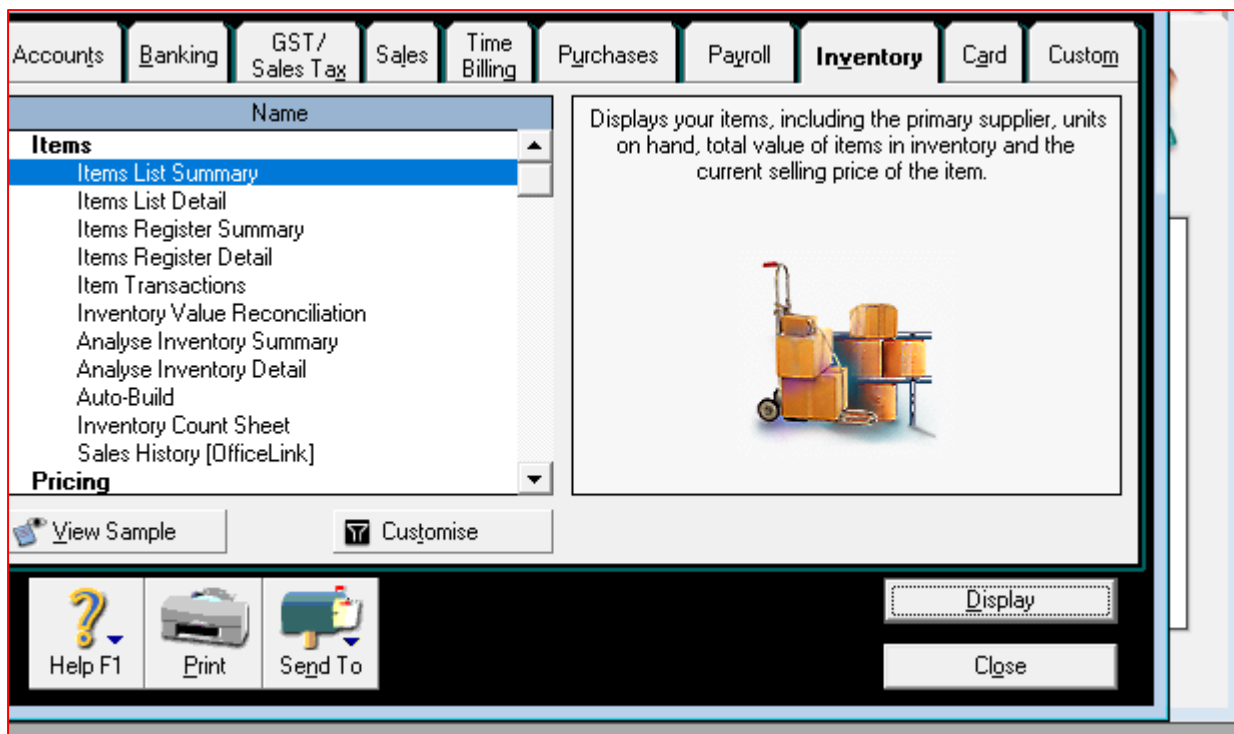 Accounts
Banking
GST/
Sales Tax
Sales
Time
Billing
Purchases
Payroll
Inventory
Card
Custom
Name
Items
Items List Summary
Items List Detail
Items Register Summary
Items Register Detail
Item Transactions
Inventory Value Reconciliation
Analyse Inventory Summary
Analyse Inventory Detail
Auto-Build
Inventory Count Sheet
Sales History [OfficeLink]
Pricing
Displays your items, including the primary supplier, units
on hand, total value of items in inventory and the
current selling price of the item.
View Sample
Customise
Help F1
Print
Send To
Display
Close